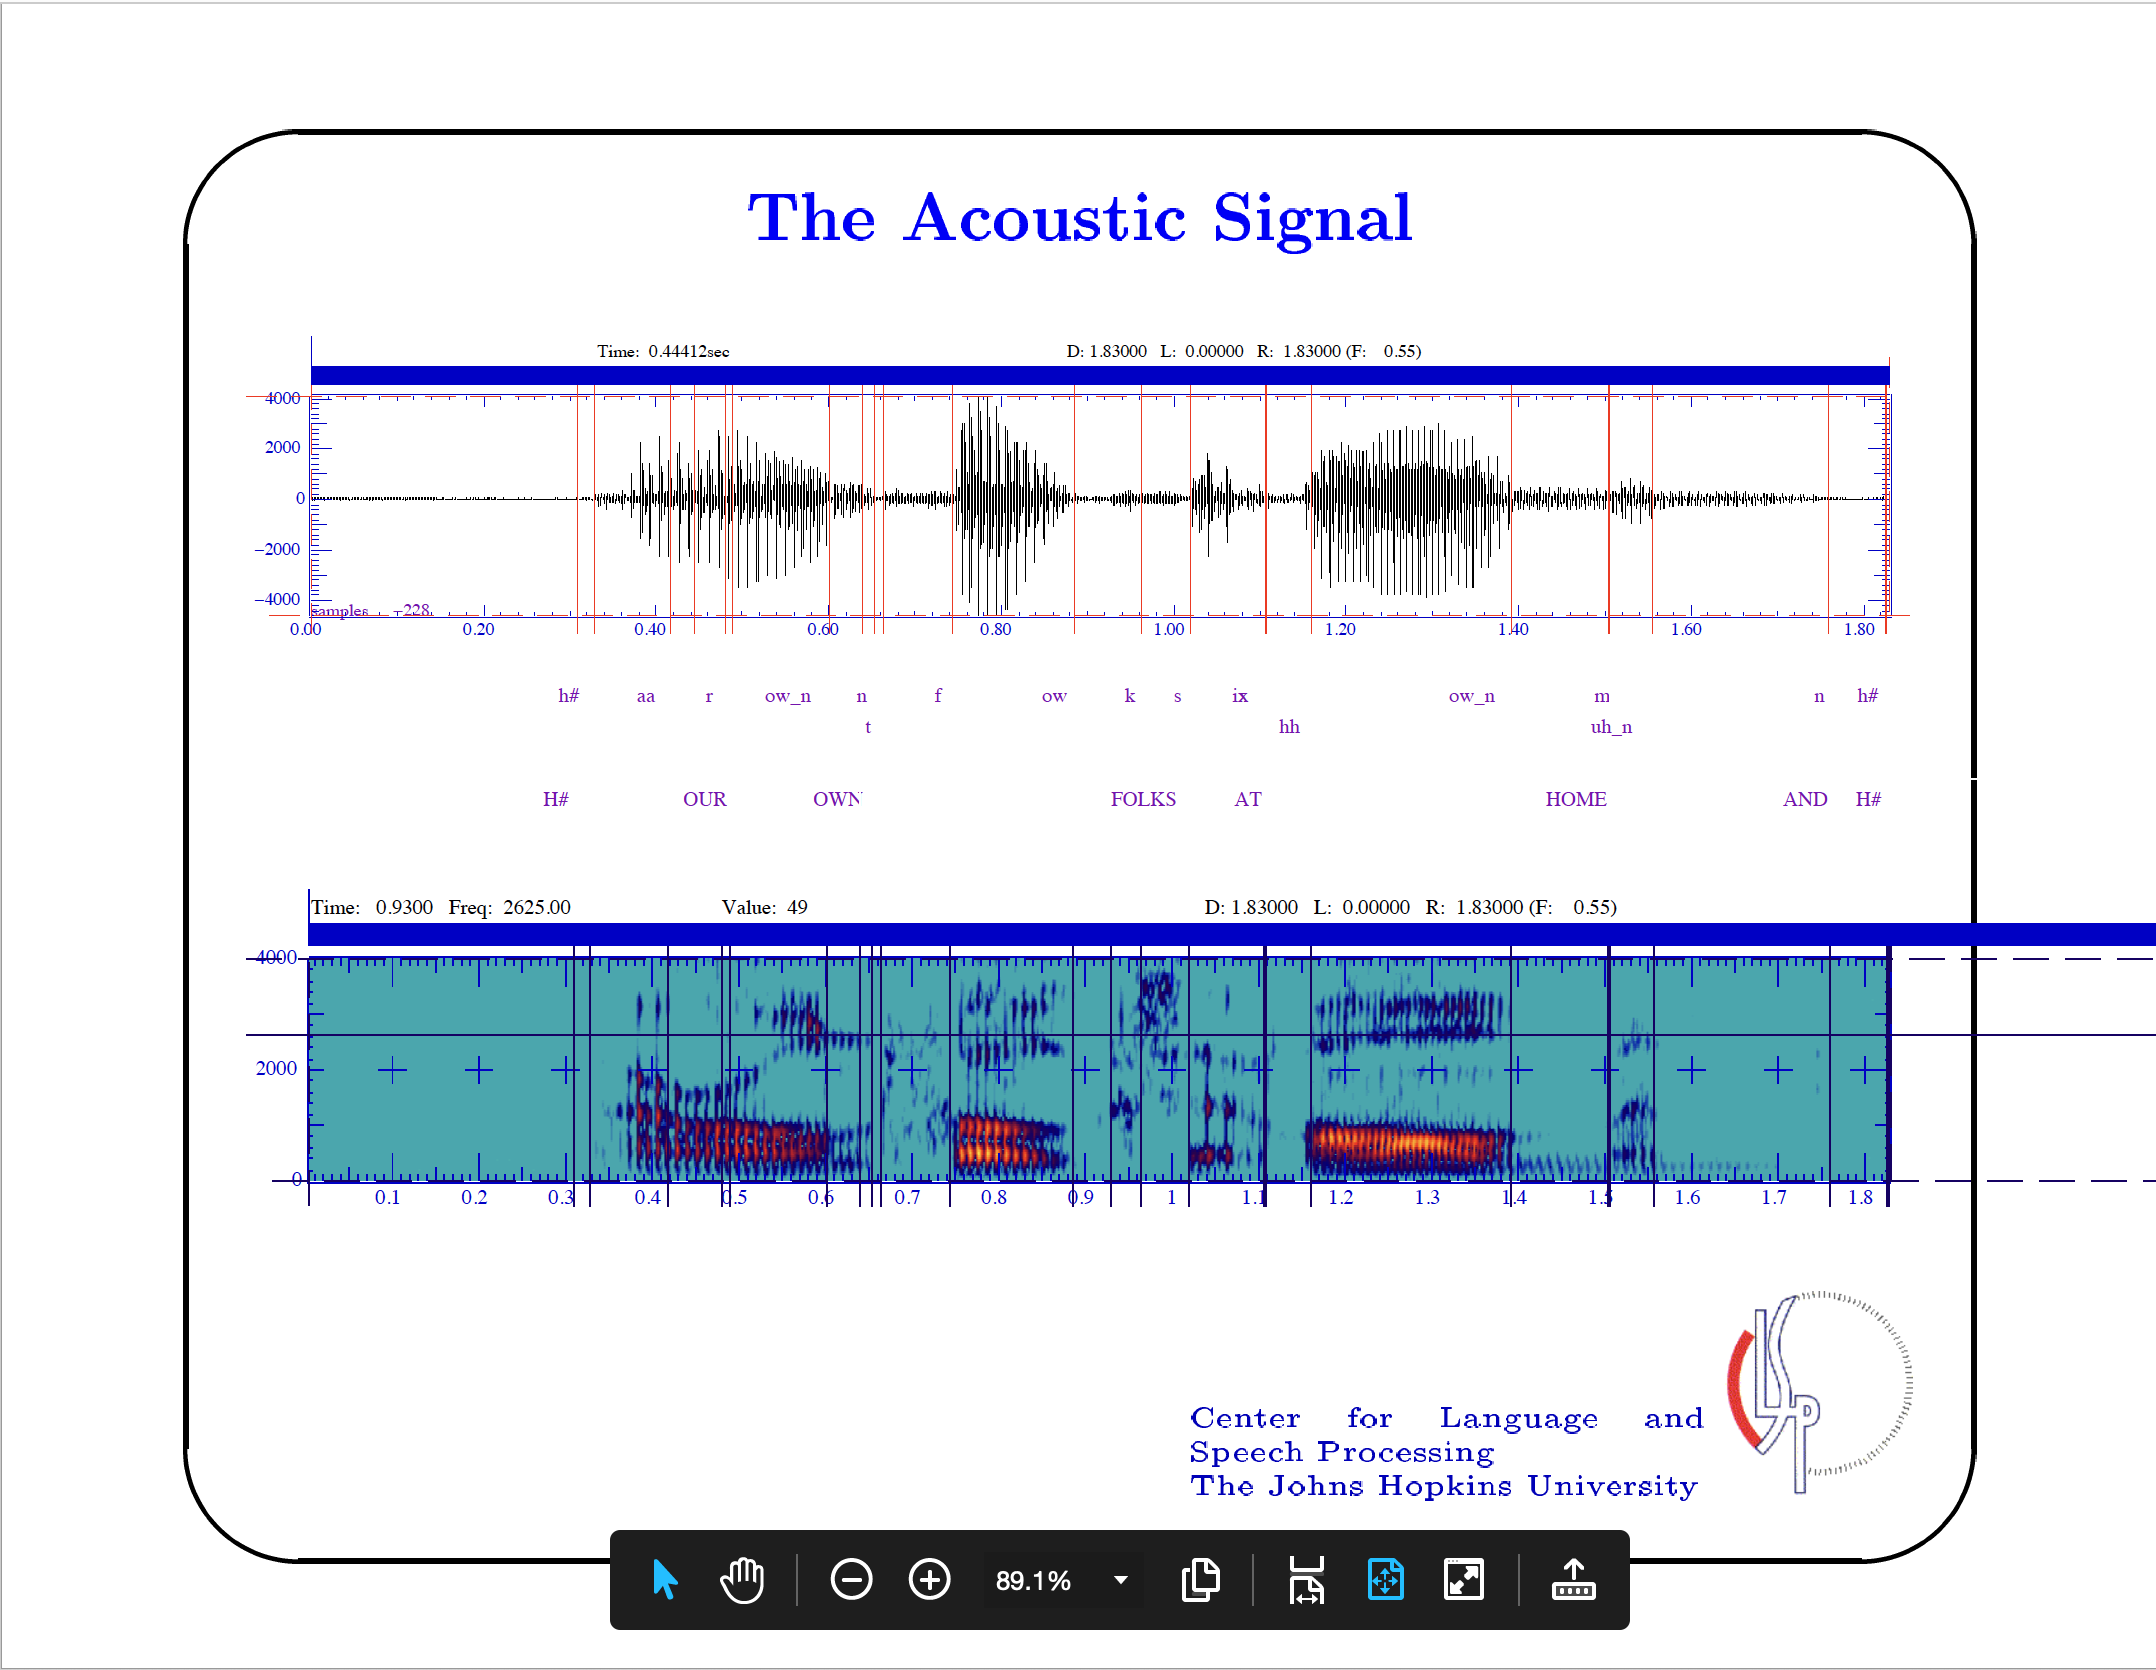 The Acoustic Signal
Time: 0.44412sec D: 1.83000 L: 0.00000 R: 1.83000 (F: 0.55)
4000
2000
0
−2000
−4000
samples −228
0.00 0.20 0.40 0.60 0.80 1.00 1.20 1.40 1.60 1.80
h# aa r ow_n n f ow k s ix ow_n m n h#
t hh uh_n
H# OUR OWN FOLKS AT HOME AND H#
Time: 0.9300 Freq: 2625.00 Value: 49 D: 1.83000 L: 0.00000 R: 1.83000 (F: 0.55)
4000
2000
0
0.1 0.2 0.3 0.4 0.5 0.6 0.7 0.8 0.9 1 1.1 1.2 1.3 1.4 1.5 1.6 1.7 1.8
Center for Language and
Speech Processing
The Johns Hopkins University
LSP
89.1%